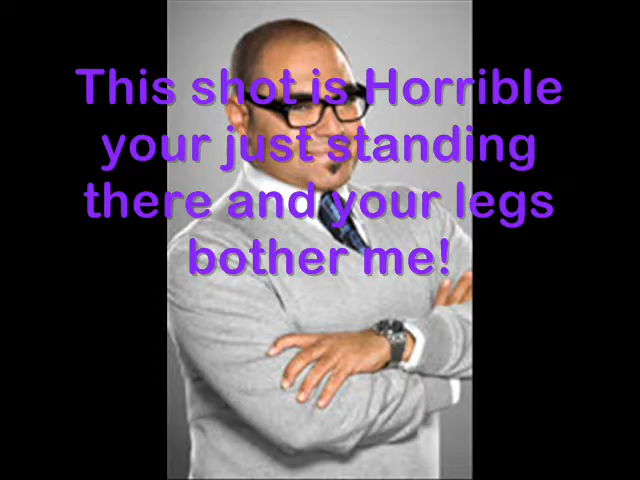 This shot is Horrible
your just standing
there and your legs
bother me!